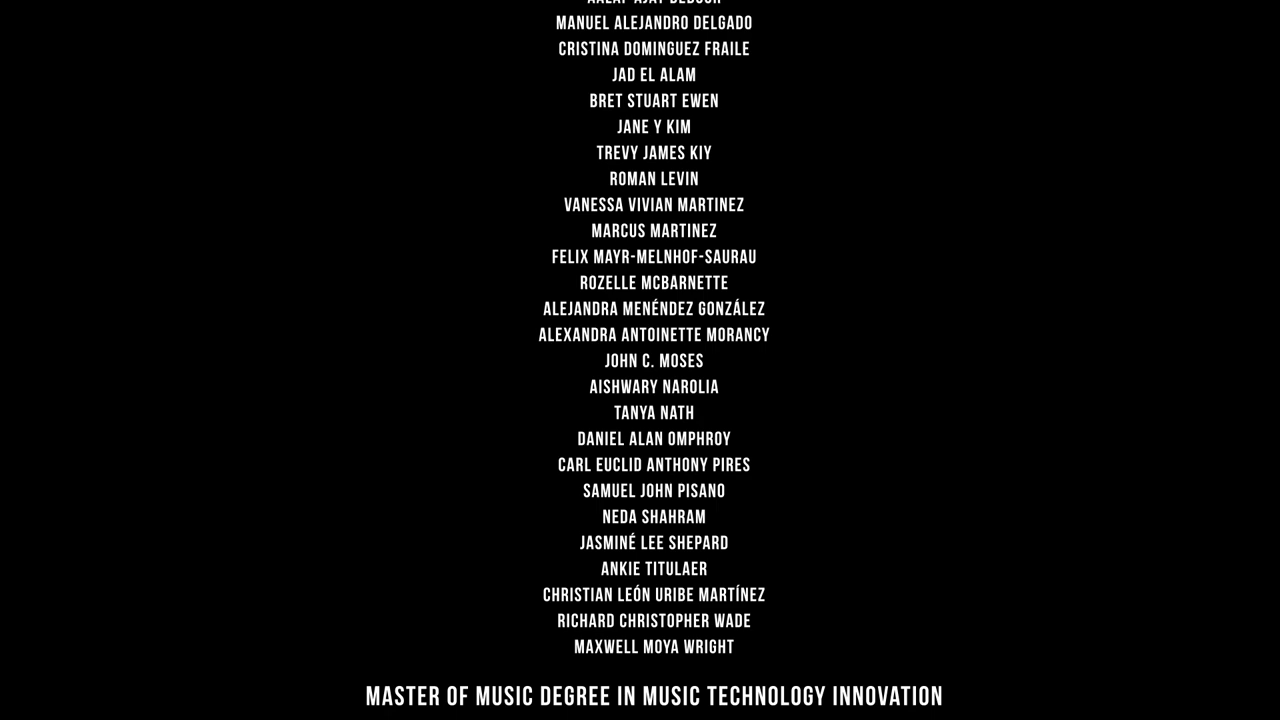 MANUEL ALEJANDRO DELGADO
CRISTINA DOMINGUEZ FRAILE
JAD EL ALAM
BRET STUART EWEN
JANE Y KIM
TREVY JAMES KIY
ROMAN LEVIN
VANESSA VIVIAN MARTINEZ
MARCUS MARTINEZ
FELIX MAYR-MELNHOF-SAURAU
ROZELLE MCBARNETTE
ALEJANDRA MENÉNDEZ GONZÁLEZ
ALEXANDRA ANTOINETTE MORANCY
JOHN C. MOSES
AISHWARY NAROLIA
TANYA NATH
DANIEL ALAN OMPHROY
CARL EUCLID ANTHONY PIRES
SAMUEL JOHN PISANO
NEDA SHAHRAM
JASMINÉ LEE SHEPARD
ANKIE TITULAER
CHRISTIAN LEÓN URIBE MARTÍNEZ
RICHARD CHRISTOPHER WADE
MAXWELL MOYA WRIGHT
MASTER OF MUSIC DEGREE IN MUSIC TECHNOLOGY INNOVATION